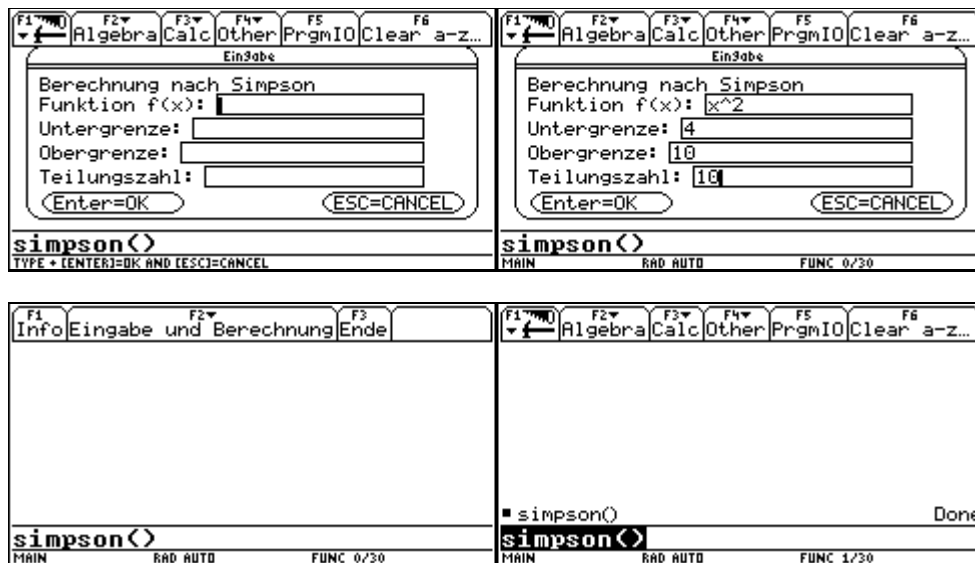 F1 F2 F3 F4 F5 F6
Algebra Calc Other PrgmIO Clear a-z…
Eingabe
Berechnung nach Simpson
Funktion f(x):
Untergrenze:
Obergrenze:
Teilungszahl:
Enter=OK ESC=CANCEL
simpson()
TYPE + [ENTER]=OK AND [ESC]=CANCEL
F1 F2 F3 F4 F5 F6
Algebra Calc Other PrgmIO Clear a-z…
Eingabe
Berechnung nach Simpson
Funktion f(x): x^2
Untergrenze: 4
Obergrenze: 10
Teilungszahl: 10
Enter=OK ESC=CANCEL
simpson()
MAIN RAD AUTO FUNC 0/30
F1 F2 F3
Info Eingabe und Berechnung Ende
simpson()
MAIN RAD AUTO FUNC 0/30
F1 F2 F3 F4 F5 F6
Algebra Calc Other PrgmIO Clear a-z…
simpson() Done
simpson()
MAIN RAD AUTO FUNC 1/30